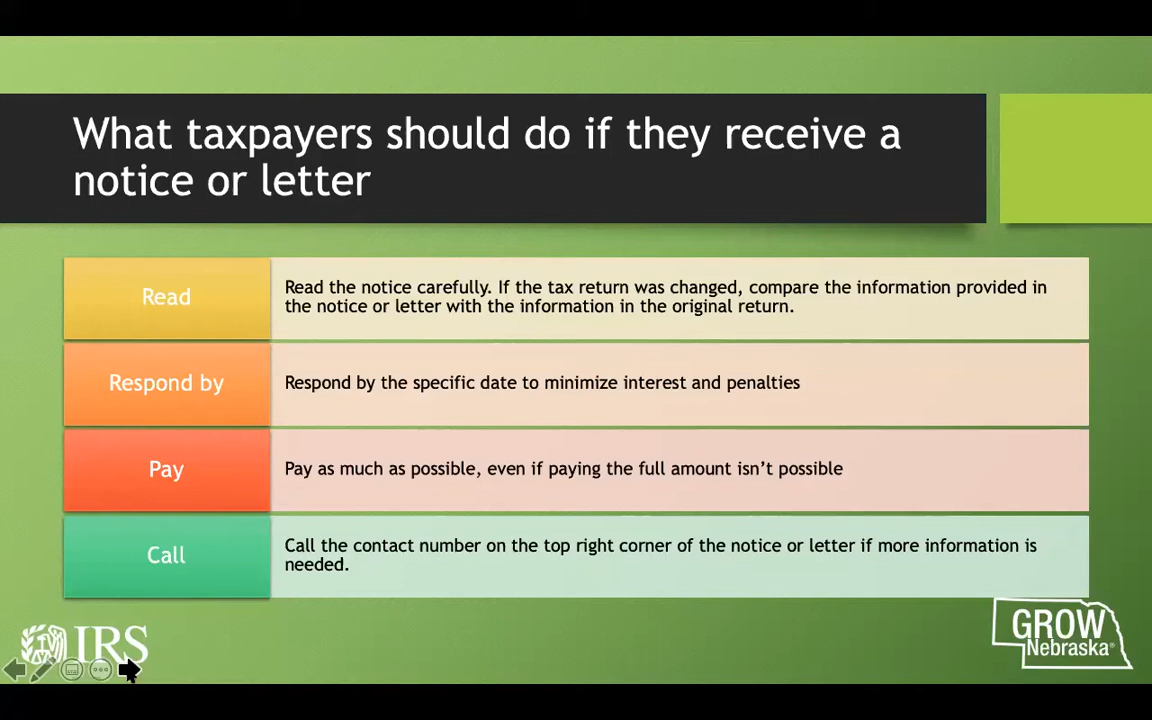 What taxpayers should do if they receive a
notice or letter
Read
Read the notice carefully. If the tax return was changed, compare the information provided in
the notice or letter with the information in the original return.
Respond by
Respond by the specific date to minimize interest and penalties
Pay
Pay as much as possible, even if paying the full amount isn’t possible
Call
Call the contact number on the top right corner of the notice or letter if more information is
needed.
IRS
GROW
Nebraska®